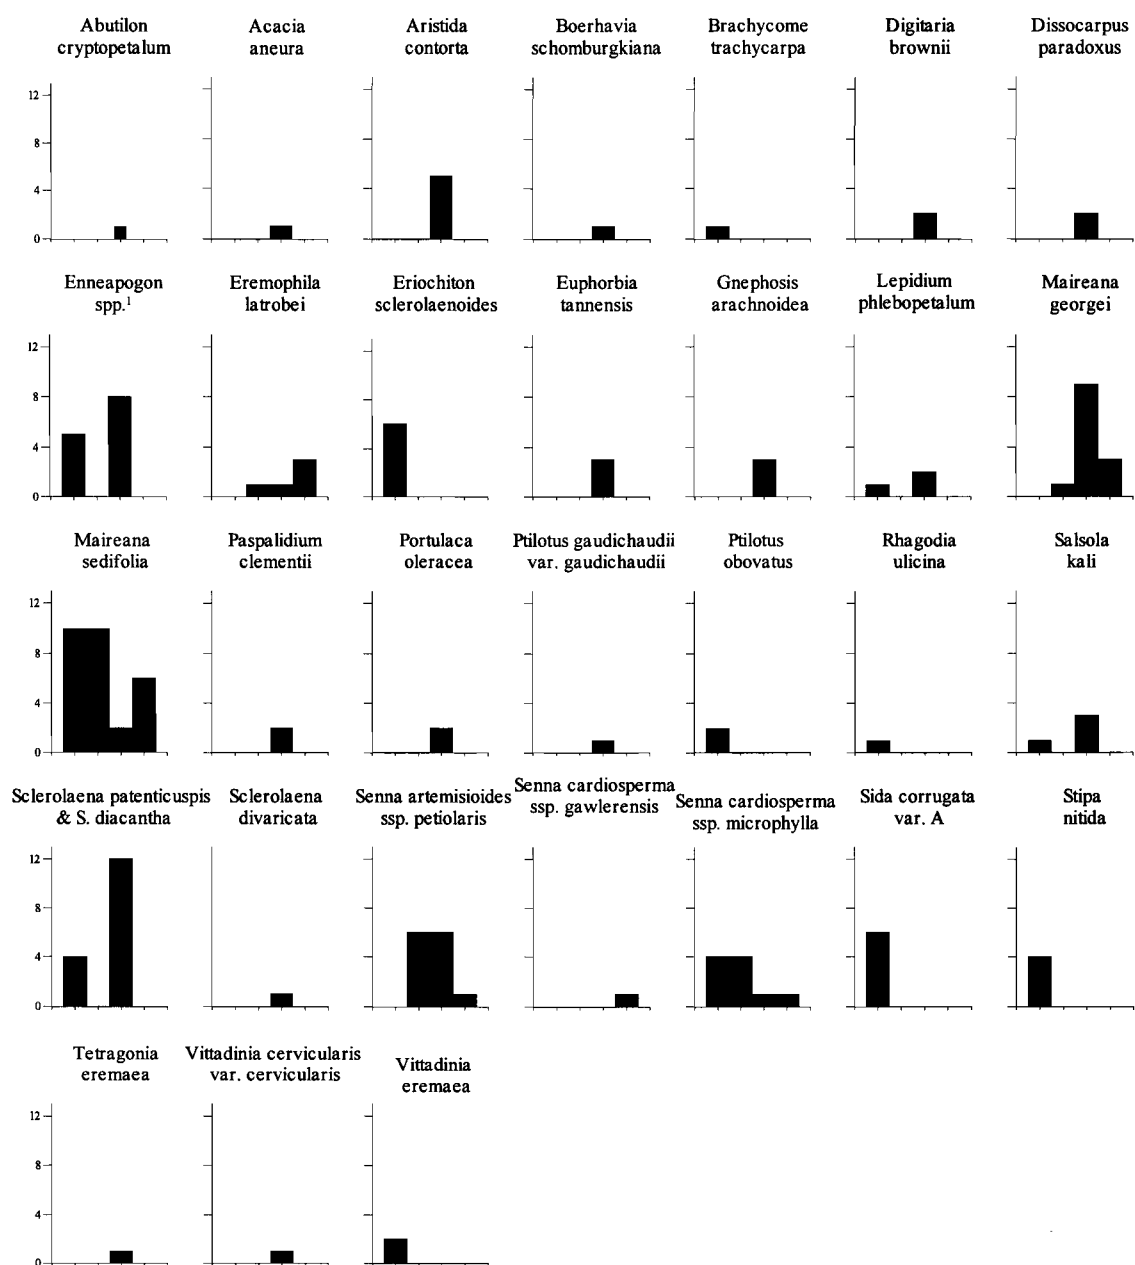 Abutilon
cryptopetalum
Acacia
aneura
Aristida
contorta
Boerhavia
schomburgkiana
Brachycome
trachycarpa
Digitaria
brownii
Dissocarpus
paradoxus
12
8
4
0
Enneapogon
spp.¹
Eremophila
latrobei
Eriochiton
sclerolaenoides
Euphorbia
tannensis
Gnephosis
arachnoidea
Lepidium
phlebopetalum
Maireana
georgei
12
8
4
0
Maireana
sedifolia
Paspalidium
clementii
Portulaca
oleracea
Ptilotus gaudichaudii
var. gaudichaudii
Ptilotus
obovatus
Rhagodia
ulicina
Salsola
kali
12
8
4
0
Sclerolaena patenticuspis
& S. diacantha
Sclerolaena
divaricata
Senna artemisioides
ssp. petiolaris
Senna cardiosperma
ssp. gawlerensis
Senna cardiosperma
ssp. microphylla
Sida corrugata
var. A
Stipa
nitida
12
8
4
0
Tetragonia
eremaea
Vittadinia cervicularis
var. cervicularis
Vittadinia
eremaea
12
8
4
0